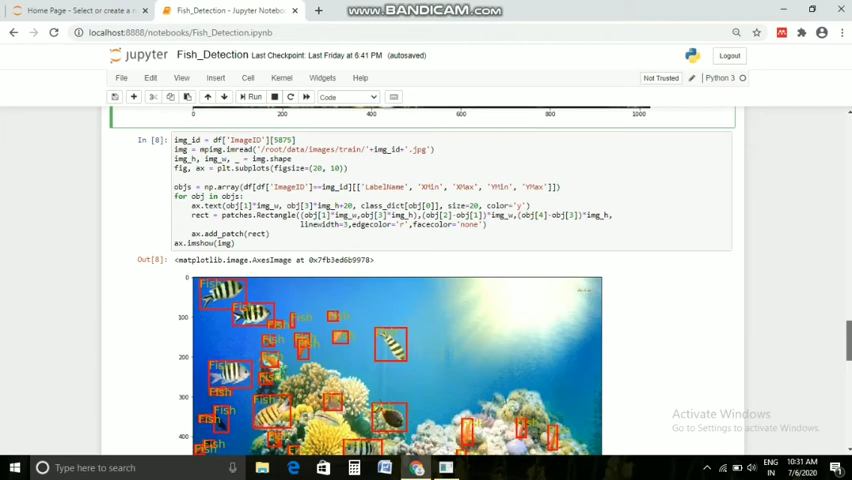 www.BANDICAM.com
Home Page - Select or create a n
Fish_Detection - Jupyter Noteboo
localhost:8888/notebooks/Fish_Detection.ipynb
jupyter Fish_Detection Last Checkpoint: Last Friday at 6:41 PM (autosaved)
Logout
File Edit View Insert Cell Kernel Widgets Help
Not Trusted
Python 3
Run
Code
200 400 600 800 1000
In [8]: img_id = df['ImageID'][5875]
img = mpimg.imread('/root/data/images/train/'+img_id+'.jpg')
img_h, img_w, _ = img.shape
fig, ax = plt.subplots(figsize=(20, 10))
objs = np.array(df[df['ImageID']==img_id][['LabelName', 'XMin', 'XMax', 'YMin', 'YMax']])
for obj in objs:
ax.text(obj[1]*img_w, obj[3]*img_h+20, class_dict[obj[0]], size=20, color='y')
rect = patches.Rectangle((obj[1]*img_w,obj[3]*img_h),(obj[2]-obj[1])*img_w,(obj[4]-obj[3])*img_h,
linewidth=3,edgecolor='r',facecolor='none')
ax.add_patch(rect)
ax.imshow(img)
Out[8]: <matplotlib.image.AxesImage at 0x7fb3ed6b9978>
0
Fish
Fish
100
Fish
Fish
Fish
Fish
Fish
200
Fish
Fish
Fish
300
Fish
Fish
Fish
400
Fish
Activate Windows
Go to Settings to activate Windows.
Type here to search
ENG
IN
10:31 AM
7/6/2020